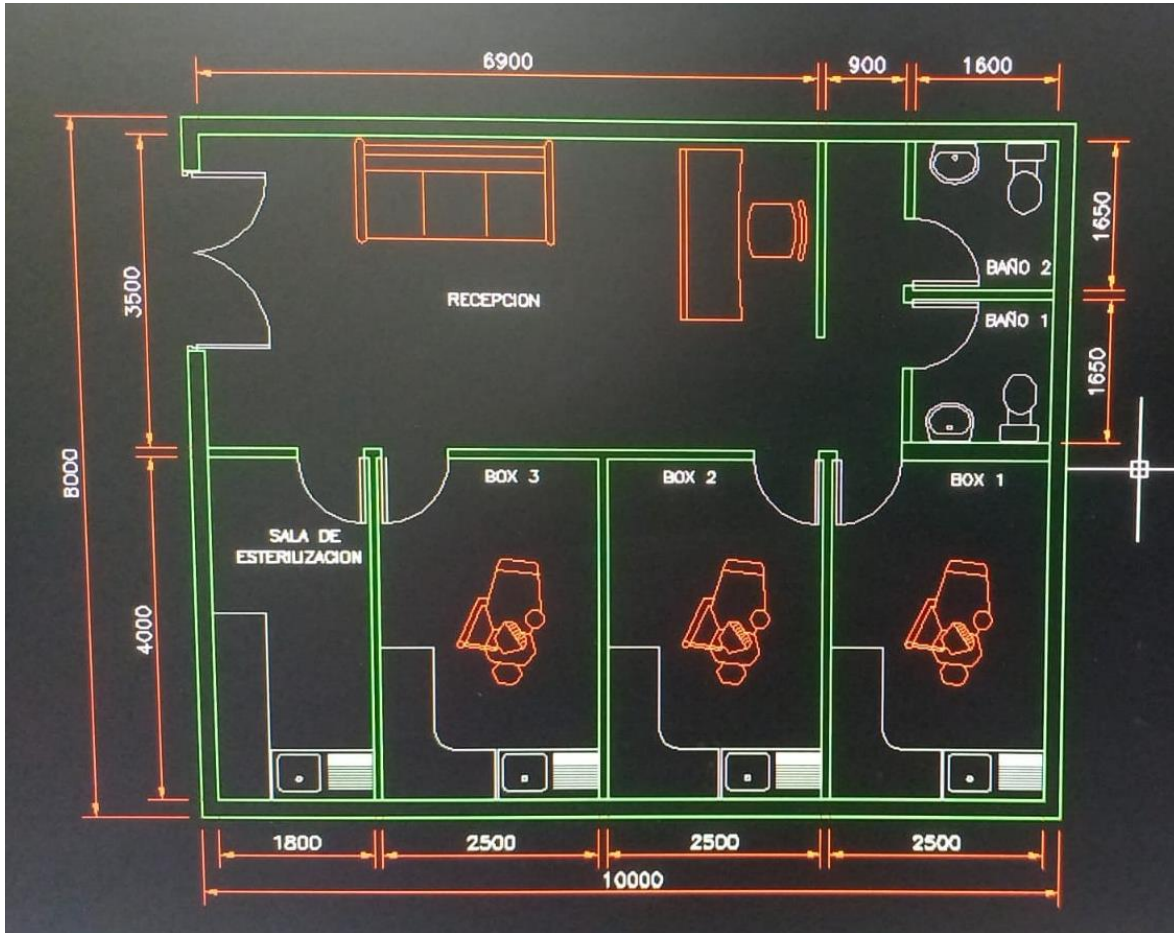 6900
900
1600
8000
3500
1650
BAÑO 2
RECEPCION
BAÑO 1
1650
BOX 3
BOX 2
BOX 1
SALA DE
ESTERILIZACION
4000
1800
2500
2500
2500
10000